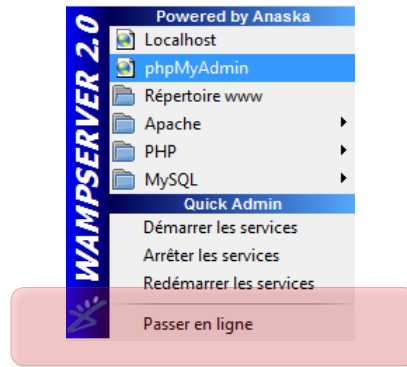 WAMPSERVER 2.0
Powered by Anaska
Localhost
phpMyAdmin
Répertoire www
Apache
PHP
MySQL
Quick Admin
Démarrer les services
Arrêter les services
Redémarrer les services
Passer en ligne